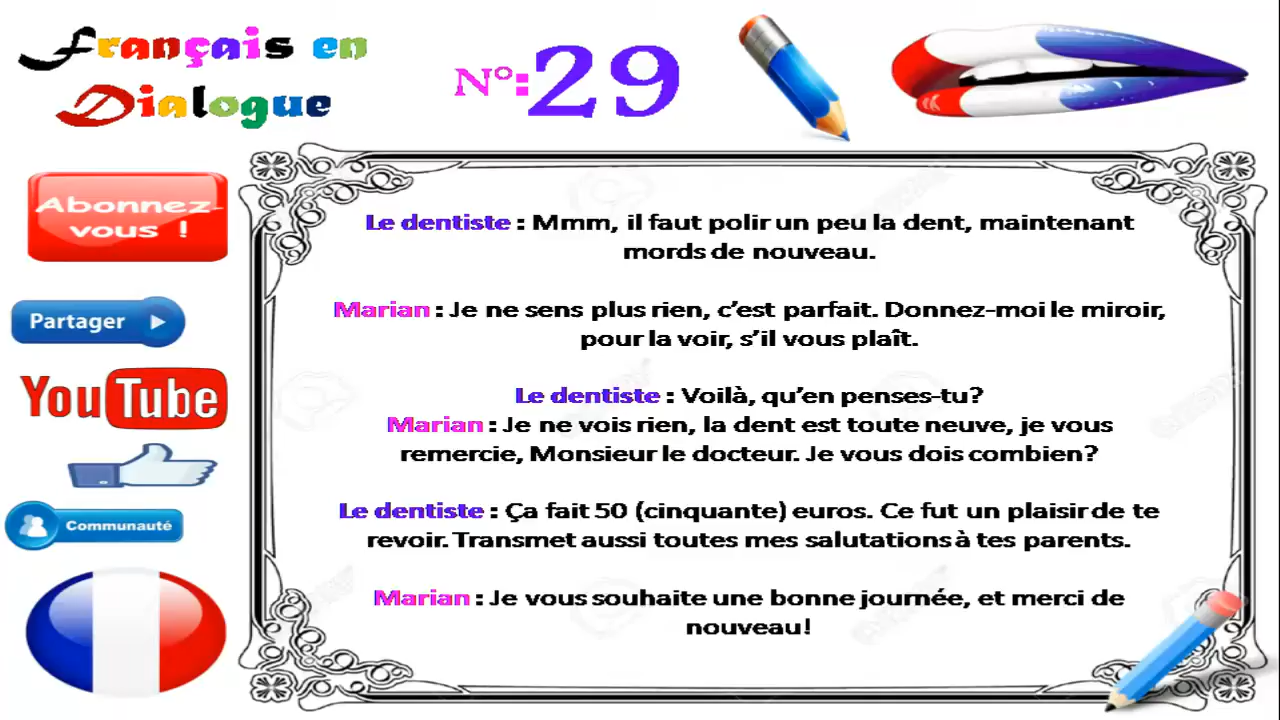 Français en
Dialogue
N°:29
Abonnez-
vous !
Partager
YouTube
Communauté
Le dentiste : Mmm, il faut polir un peu la dent, maintenant
mords de nouveau.
Marian : Je ne sens plus rien, c’est parfait. Donnez-moi le miroir,
pour la voir, s’il vous plaît.
Le dentiste : Voilà, qu’en penses-tu?
Marian : Je ne vois rien, la dent est toute neuve, je vous
remercie, Monsieur le docteur. Je vous dois combien?
Le dentiste : Ça fait 50 (cinquante) euros. Ce fut un plaisir de te
revoir. Transmet aussi toutes mes salutations à tes parents.
Marian : Je vous souhaite une bonne journée, et merci de
nouveau!